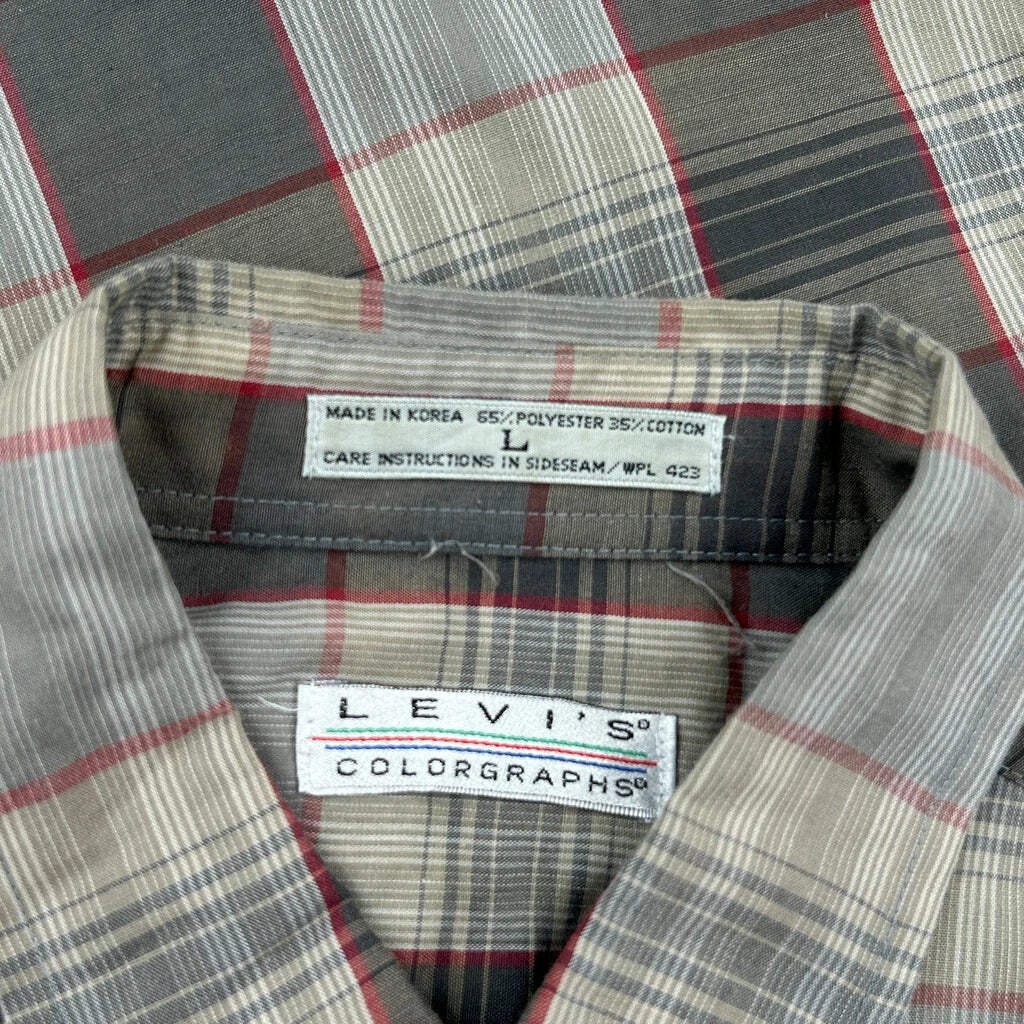 MADE IN KOREA 65% POLYESTER 35% COTTON
L
CARE INSTRUCTIONS IN SIDESEAM/WPL 423
LEVI'S®
COLORGRAPHS®